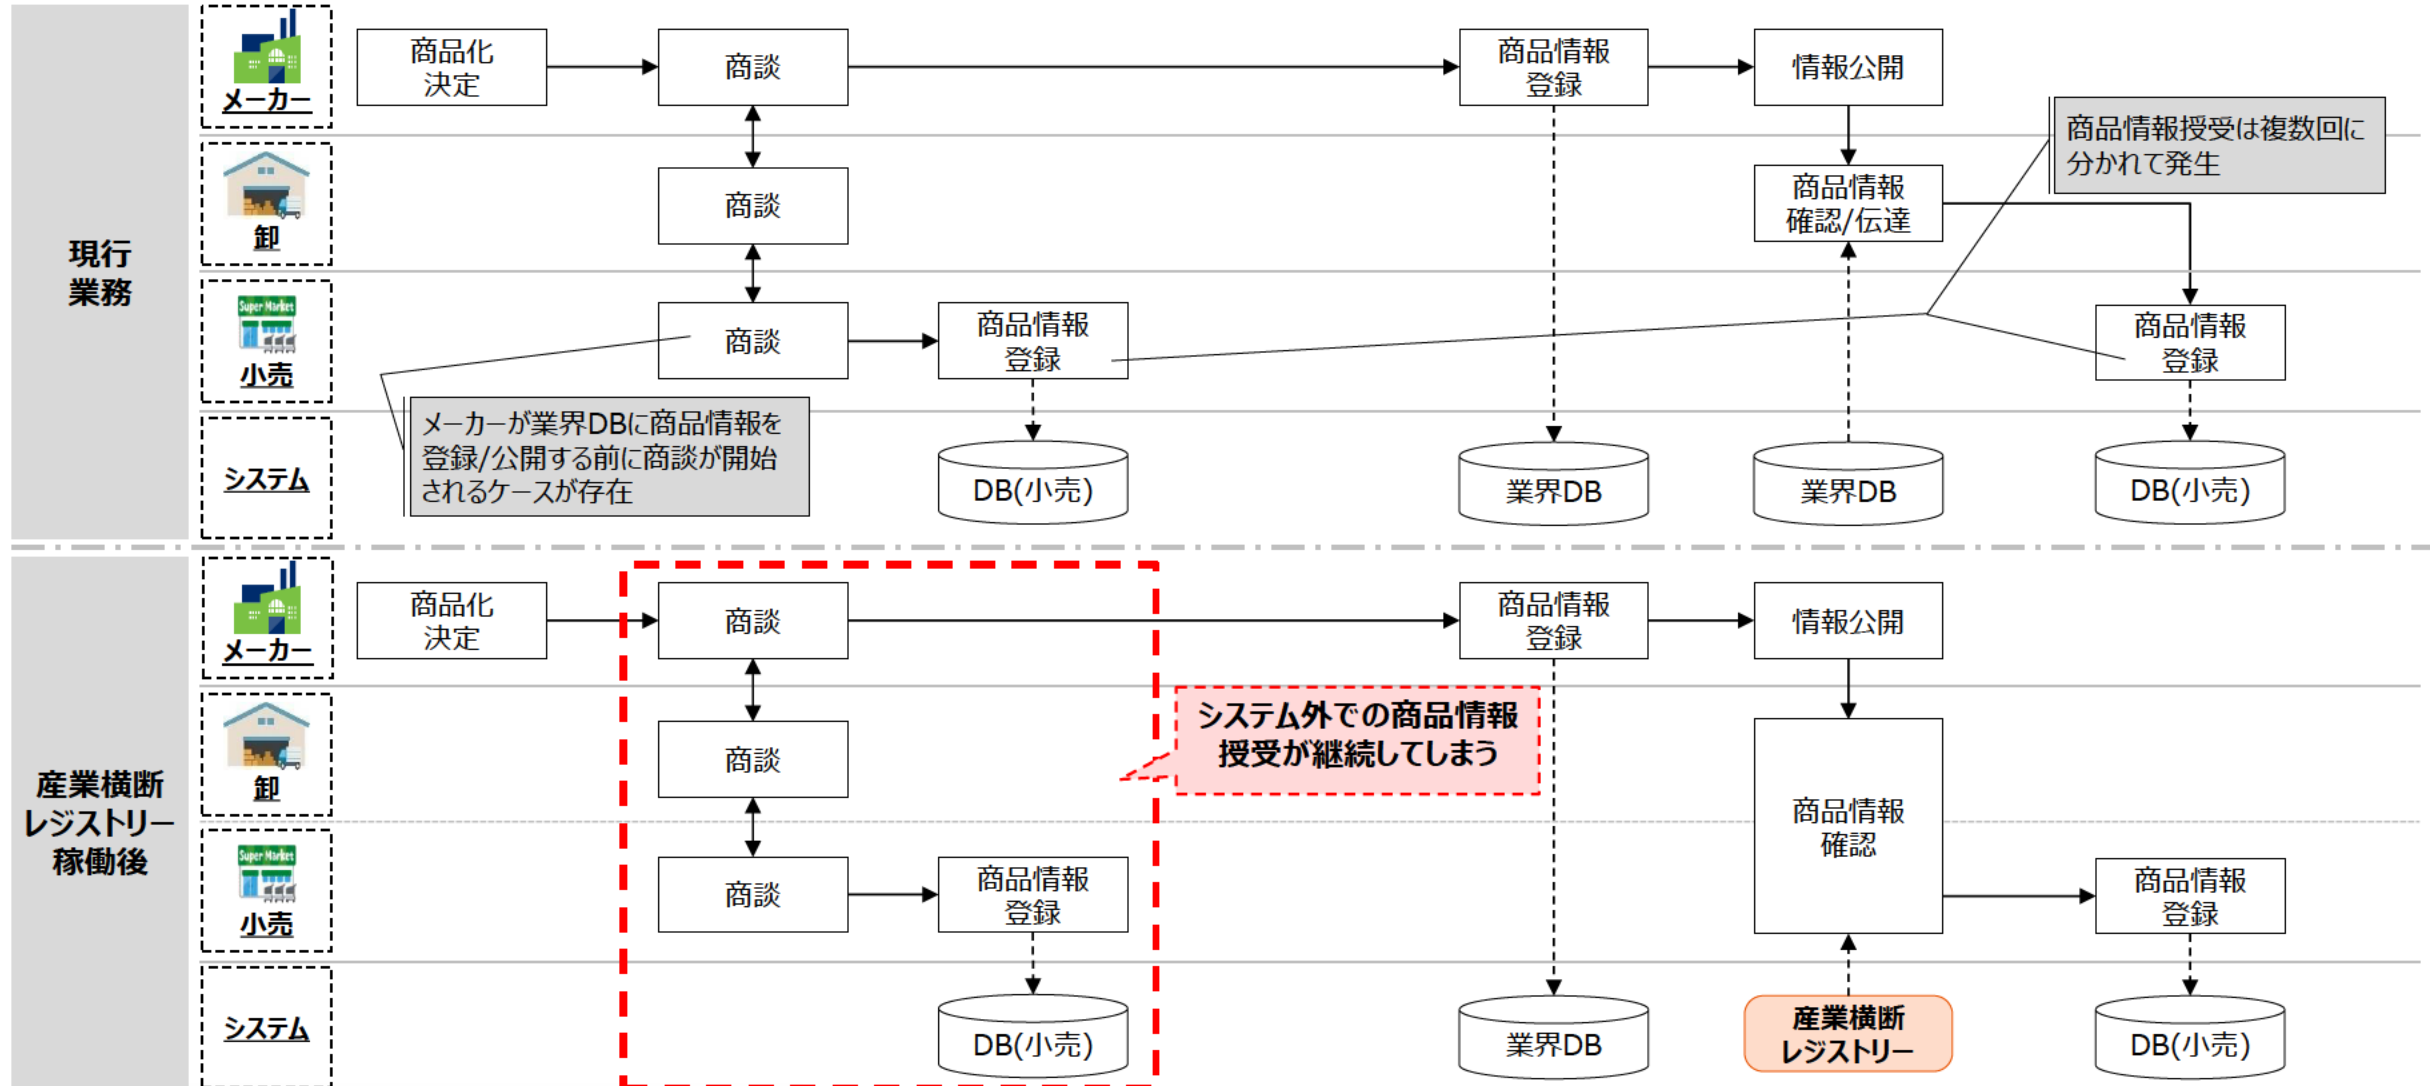 現行
業務
メーカー
商品化
決定
商談
商品情報
登録
情報公開
商品情報授受は複数回に
分かれて発生
卸
商談
商品情報
確認/伝達
Super Market
小売
商談
商品情報
登録
商品情報
登録
メーカーが業界DBに商品情報を
登録/公開する前に商談が開始
されるケースが存在
システム
DB(小売)
業界DB
業界DB
DB(小売)
産業横断
レジストリー
稼働後
メーカー
商品化
決定
商談
商品情報
登録
情報公開
卸
商談
システム外での商品情報
授受が継続してしまう
商品情報
確認
Super Market
小売
商談
商品情報
登録
商品情報
登録
システム
DB(小売)
業界DB
産業横断
レジストリー
DB(小売)